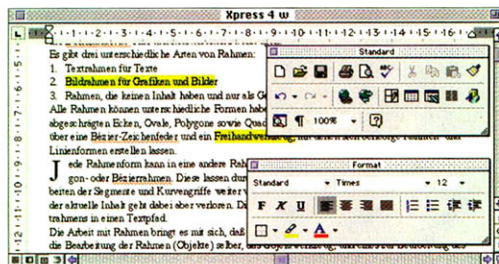 Xpress 4 w
Es gibt drei unterschiedliche Arten von Rahmen:
1. Textrahmen für Texte
2. Bildrahmen für Grafiken und Bilder
3. Rahmen, die keinen Inhalt haben und nur als
Alle Rahmen können unterschiedliche Formen
abgeschrägten Ecken, Ovale, Polygone sowie
über eine Bézier-Zeichenfeder und ein Freihandwerkzeug
Linienformen erstellen lassen.
Jede Rahmenform kann in eine andere
gon- oder Bézierrahmen. Diese lassen
beiten der Segmente und Kurvengriffe weiter
der aktuelle Inhalt geht dabei aber verloren.
trahmens in einen Textpfad.
Die Arbeit mit Rahmen bringt es mit sich,
die Bearbeitung der Rahmen (Objekte) selber,
Standard
100%
Format
Standard Times 12
F K U